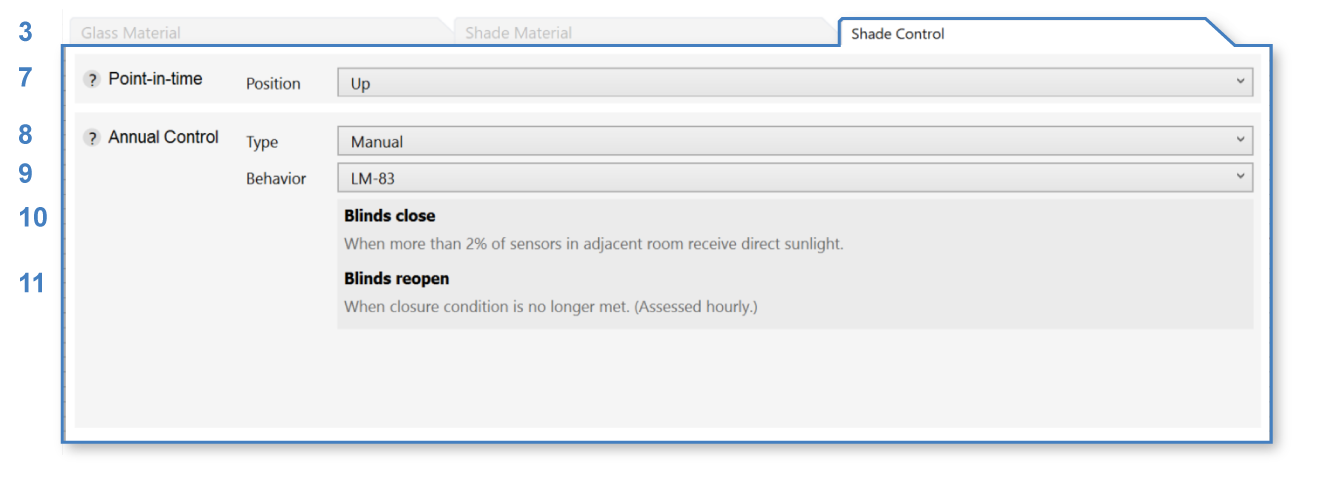 3 Glass Material Shade Material Shade Control
7 ? Point-in-time Position Up
8 ? Annual Control Type Manual
9 Behavior LM-83
10 Blinds close
When more than 2% of sensors in adjacent room receive direct sunlight.
11 Blinds reopen
When closure condition is no longer met. (Assessed hourly.)